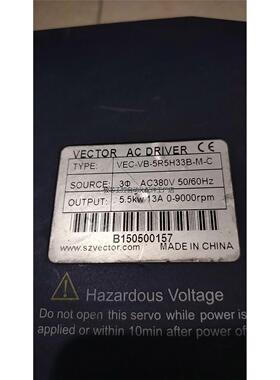 VECTOR AC DRIVER CE
TYPE: VEC-VB-5R5H33B-M-C
SOURCE: 3Φ AC380V 50/60Hz
OUTPUT: 5.5kw 13A 0-9000rpm
B150500157
www.szvector.com MADE IN CHINA
Hazardous Voltage
Do not open this servo while power is
applied or within 10min after power of